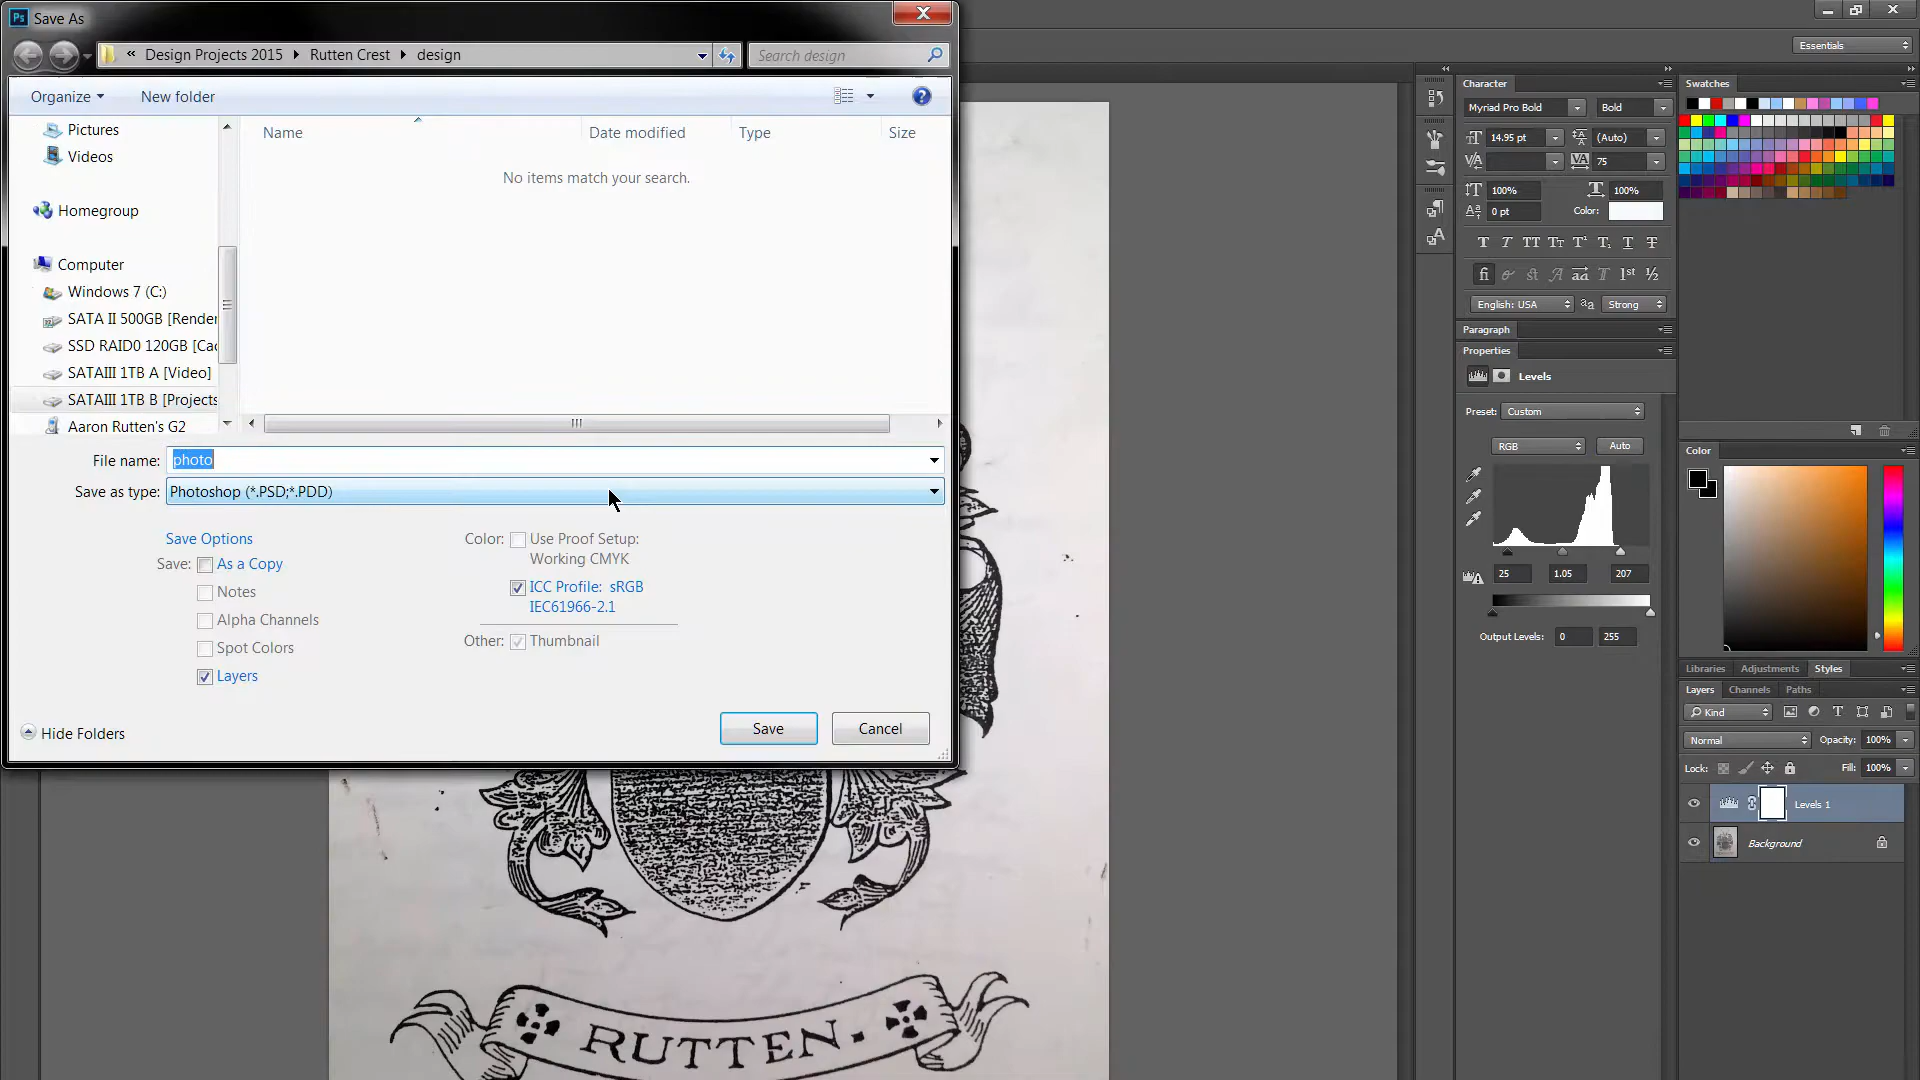 Ps Save As
« Design Projects 2015 Rutten Crest design
Search design
Organize
New folder
Pictures
Videos
Homegroup
Computer
Windows 7 (C:)
SATA II 500GB [Render
SSD RAID0 120GB [Cac
SATAIII 1TB A [Video]
SATAIII 1TB B [Projects
Aaron Rutten's G2
Name Date modified Type Size
No items match your search.
File name: photo
Save as type: Photoshop (*.PSD;*.PDD)
Save Options
Save: As a Copy
Notes
Alpha Channels
Spot Colors
Layers
Color: Use Proof Setup:
Working CMYK
ICC Profile: sRGB
IEC61966-2.1
Other: Thumbnail
Hide Folders
Save
Cancel
RUTTEN.
Essentials
Character
Myriad Pro Bold Bold
14.95 pt (Auto)
75
100% 100%
0 pt Color:
English: USA Strong
Paragraph
Properties
Levels
Preset: Custom
RGB Auto
25 1.05 207
Output Levels: 0 255
Swatches
Color
Libraries Adjustments Styles
Layers Channels Paths
Kind
Normal Opacity: 100%
Lock: Fill: 100%
Levels 1
Background